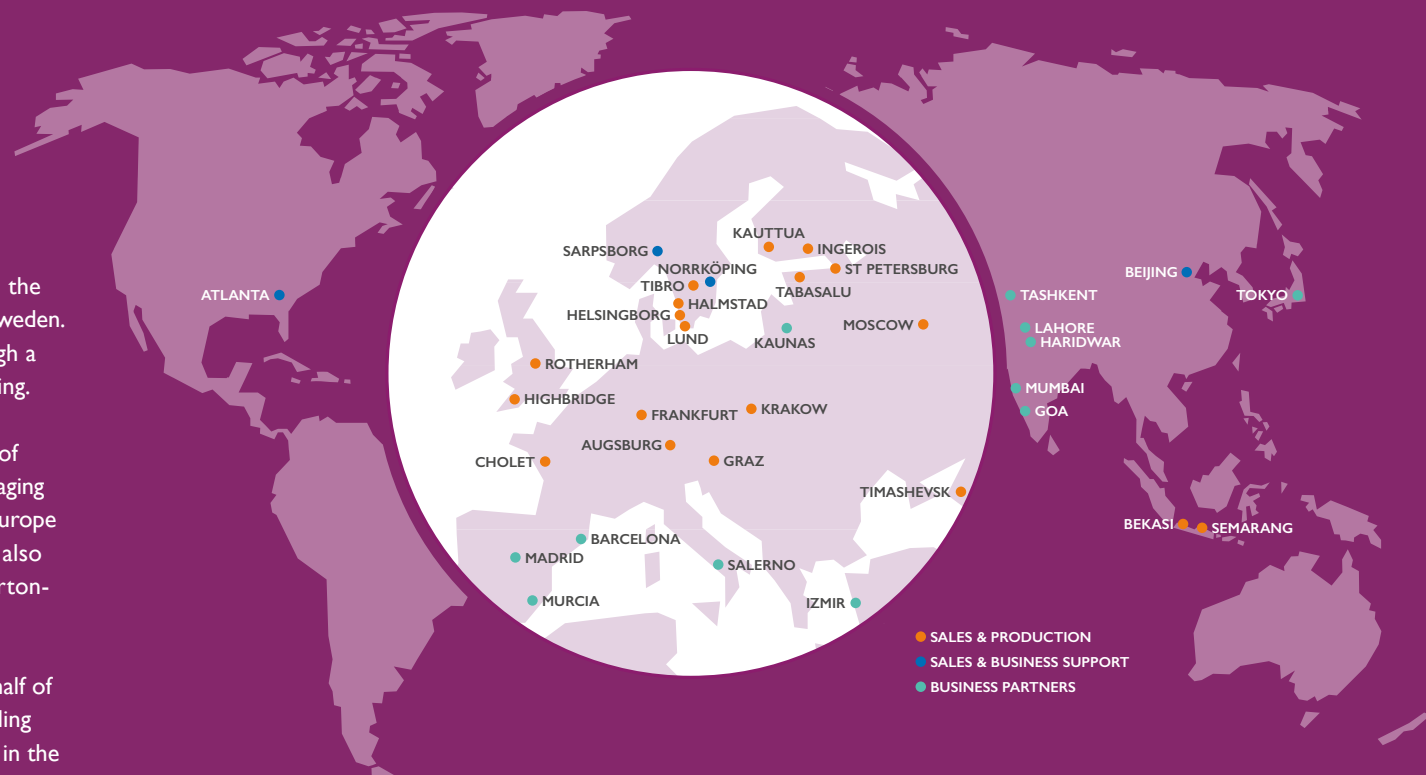 the
weden.
gh a
ing.
of
aging
urope
also
rton-
half of
ling
in the
ATLANTA
SARPSBORG
KAUTTUA
INGEROIS
NORRKÖPING
ST PETERSBURG
TIBRO
TABASALU
HALMSTAD
HELSINGBORG
LUND
KAUNAS
MOSCOW
ROTHERHAM
HIGHBRIDGE
FRANKFURT
KRAKOW
AUGSBURG
CHOLET
GRAZ
TIMASHEVSK
BARCELONA
MADRID
SALERNO
MURCIA
IZMIR
BEIJING
TASHKENT
TOKYO
LAHORE
HARIDWAR
MUMBAI
GOA
BEKASI
SEMARANG
SALES & PRODUCTION
SALES & BUSINESS SUPPORT
BUSINESS PARTNERS